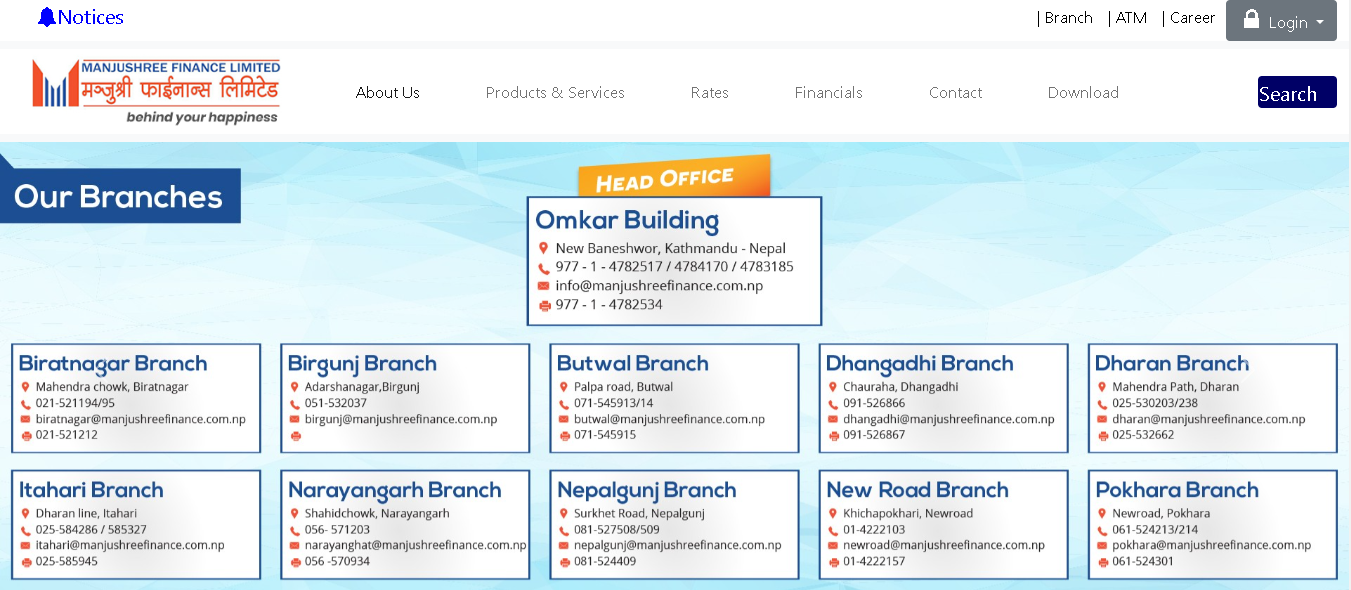 Notices
| Branch | ATM | Career Login
MANJUSHREE FINANCE LIMITED
मञ्जुश्री फाईनान्स लिमिटेड
behind your happiness
About Us Products & Services Rates Financials Contact Download Search
Our Branches
HEAD OFFICE
Omkar Building
New Baneshwor, Kathmandu - Nepal
977 - 1 - 4782517 / 4784170 / 4783185
info@manjushreefinance.com.np
977 - 1 - 4782534
Biratnagar Branch
Mahendra chowk, Biratnagar
021-521194/95
biratnagar@manjushreefinance.com.np
021-521212
Birgunj Branch
Adarshanagar,Birgunj
051-532037
birgunj@manjushreefinance.com.np
Butwal Branch
Palpa road, Butwal
071-545913/14
butwal@manjushreefinance.com.np
071-545915
Dhangadhi Branch
Chauraha, Dhangadhi
091-526866
dhangadhi@manjushreefinance.com.np
091-526867
Dharan Branch
Mahendra Path, Dharan
025-530203/238
dharan@manjushreefinance.com.np
025-532662
Itahari Branch
Dharan line, Itahari
025-584286 / 585327
itahari@manjushreefinance.com.np
025-585945
Narayangarh Branch
Shahidchowk, Narayangarh
056- 571203
narayanghat@manjushreefinance.com.np
056 -570934
Nepalgunj Branch
Surkhet Road, Nepalgunj
081-527508/509
nepalgunj@manjushreefinance.com.np
081-524409
New Road Branch
Khichapokhari, Newroad
01-4222103
newroad@manjushreefinance.com.np
01-4222157
Pokhara Branch
Newroad, Pokhara
061-524213/214
pokhara@manjushreefinance.com.np
061-524301